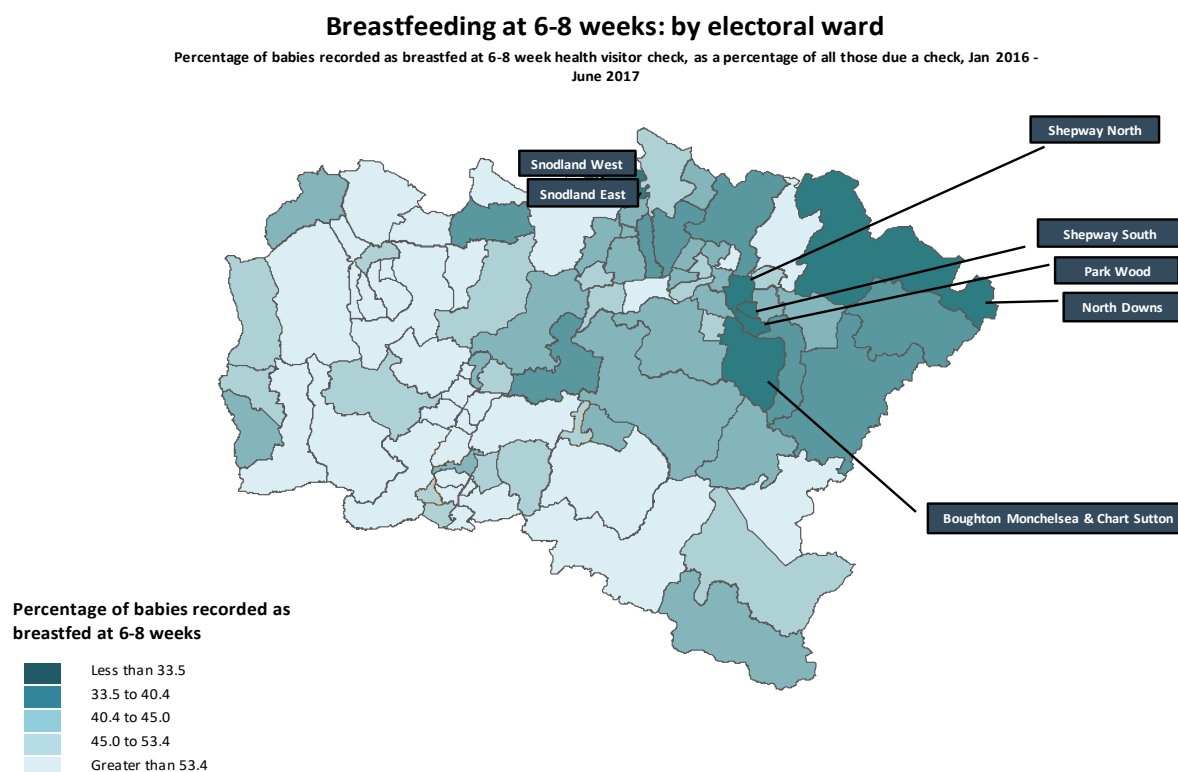 Breastfeeding at 6-8 weeks: by electoral ward
Percentage of babies recorded as breastfed at 6-8 week health visitor check, as a percentage of all those due a check, Jan 2016 -
June 2017
Shepway North
Snodland West
Snodland East
Shepway South
Park Wood
North Downs
Boughton Monchelsea & Chart Sutton
Percentage of babies recorded as
breastfed at 6-8 weeks
Less than 33.5
33.5 to 40.4
40.4 to 45.0
45.0 to 53.4
Greater than 53.4